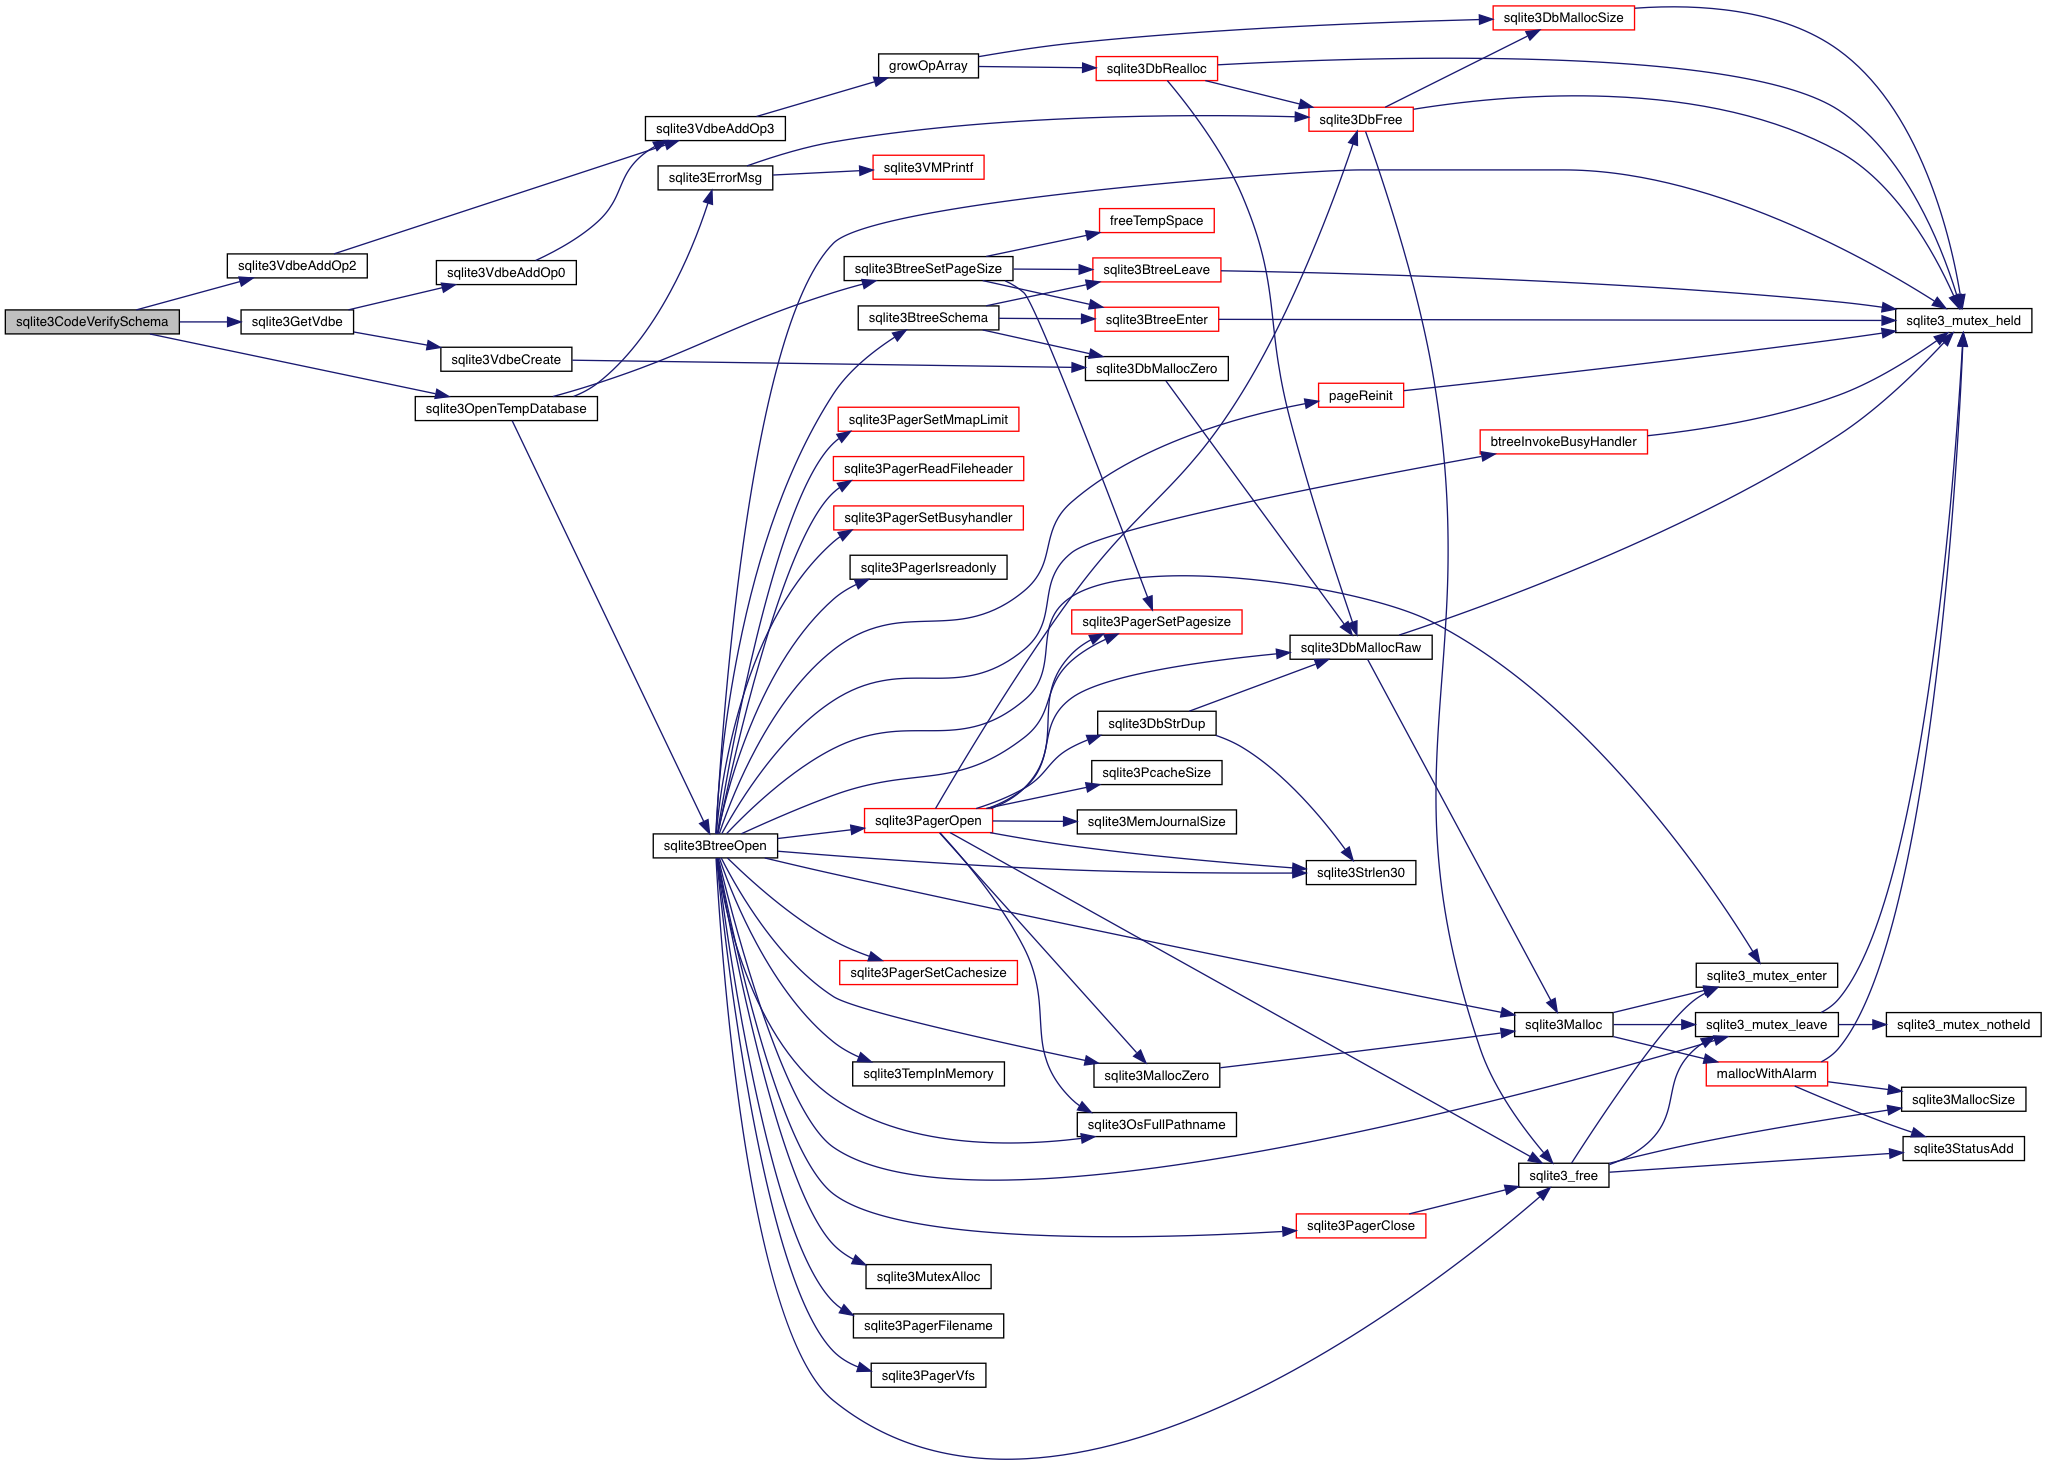 sqlite3CodeVerifySchema
sqlite3VdbeAddOp2
sqlite3GetVdbe
sqlite3VdbeAddOp0
sqlite3VdbeCreate
sqlite3OpenTempDatabase
sqlite3VdbeAddOp3
sqlite3ErrorMsg
sqlite3BtreeOpen
growOpArray
sqlite3VMPrintf
sqlite3BtreeSetPageSize
sqlite3BtreeSchema
sqlite3PagerSetMmapLimit
sqlite3PagerReadFileheader
sqlite3PagerSetBusyhandler
sqlite3PagerIsreadonly
sqlite3PagerOpen
sqlite3PagerSetCachesize
sqlite3TempInMemory
sqlite3MutexAlloc
sqlite3PagerFilename
sqlite3PagerVfs
sqlite3DbRealloc
freeTempSpace
sqlite3BtreeLeave
sqlite3BtreeEnter
sqlite3DbMallocZero
sqlite3PagerSetPagesize
sqlite3DbStrDup
sqlite3PcacheSize
sqlite3MemJournalSize
sqlite3MallocZero
sqlite3OsFullPathname
sqlite3DbFree
pageReinit
sqlite3DbMallocRaw
sqlite3Strlen30
sqlite3PagerClose
sqlite3DbMallocSize
btreeInvokeBusyHandler
sqlite3Malloc
sqlite3_free
sqlite3_mutex_enter
sqlite3_mutex_leave
mallocWithAlarm
sqlite3_mutex_held
sqlite3_mutex_notheld
sqlite3MallocSize
sqlite3StatusAdd